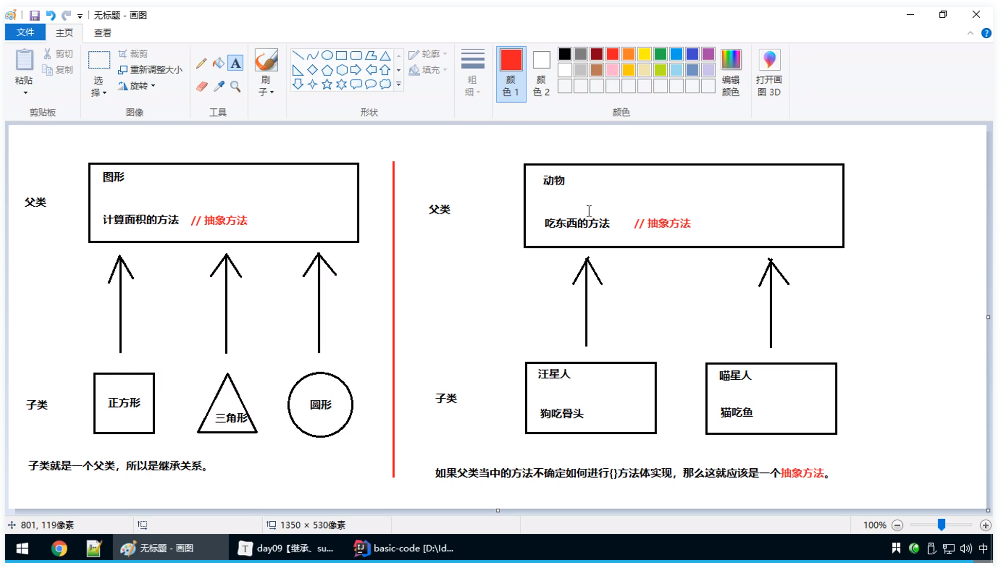 无标题 - 画图
文件 主页 查看
粘贴
剪切
复制
剪贴板
选择
裁剪
重新调整大小
旋转
图像
A
工具
刷子
轮廓
填充
形状
粗细
颜色 1
颜色 2
编辑颜色
颜色
打开画图 3D
父类
图形
计算面积的方法 // 抽象方法
子类
正方形
三角形
圆形
子类就是一个父类，所以是继承关系。
父类
动物
吃东西的方法 // 抽象方法
子类
汪星人
狗吃骨头
喵星人
猫吃鱼
如果父类当中的方法不确定如何进行{}方法体实现，那么这就应该是一个抽象方法。
801, 119像素
1350 × 530像素
100%
无标题 - 画图
day09【继承、su...
basic-code [D:\Id...
中